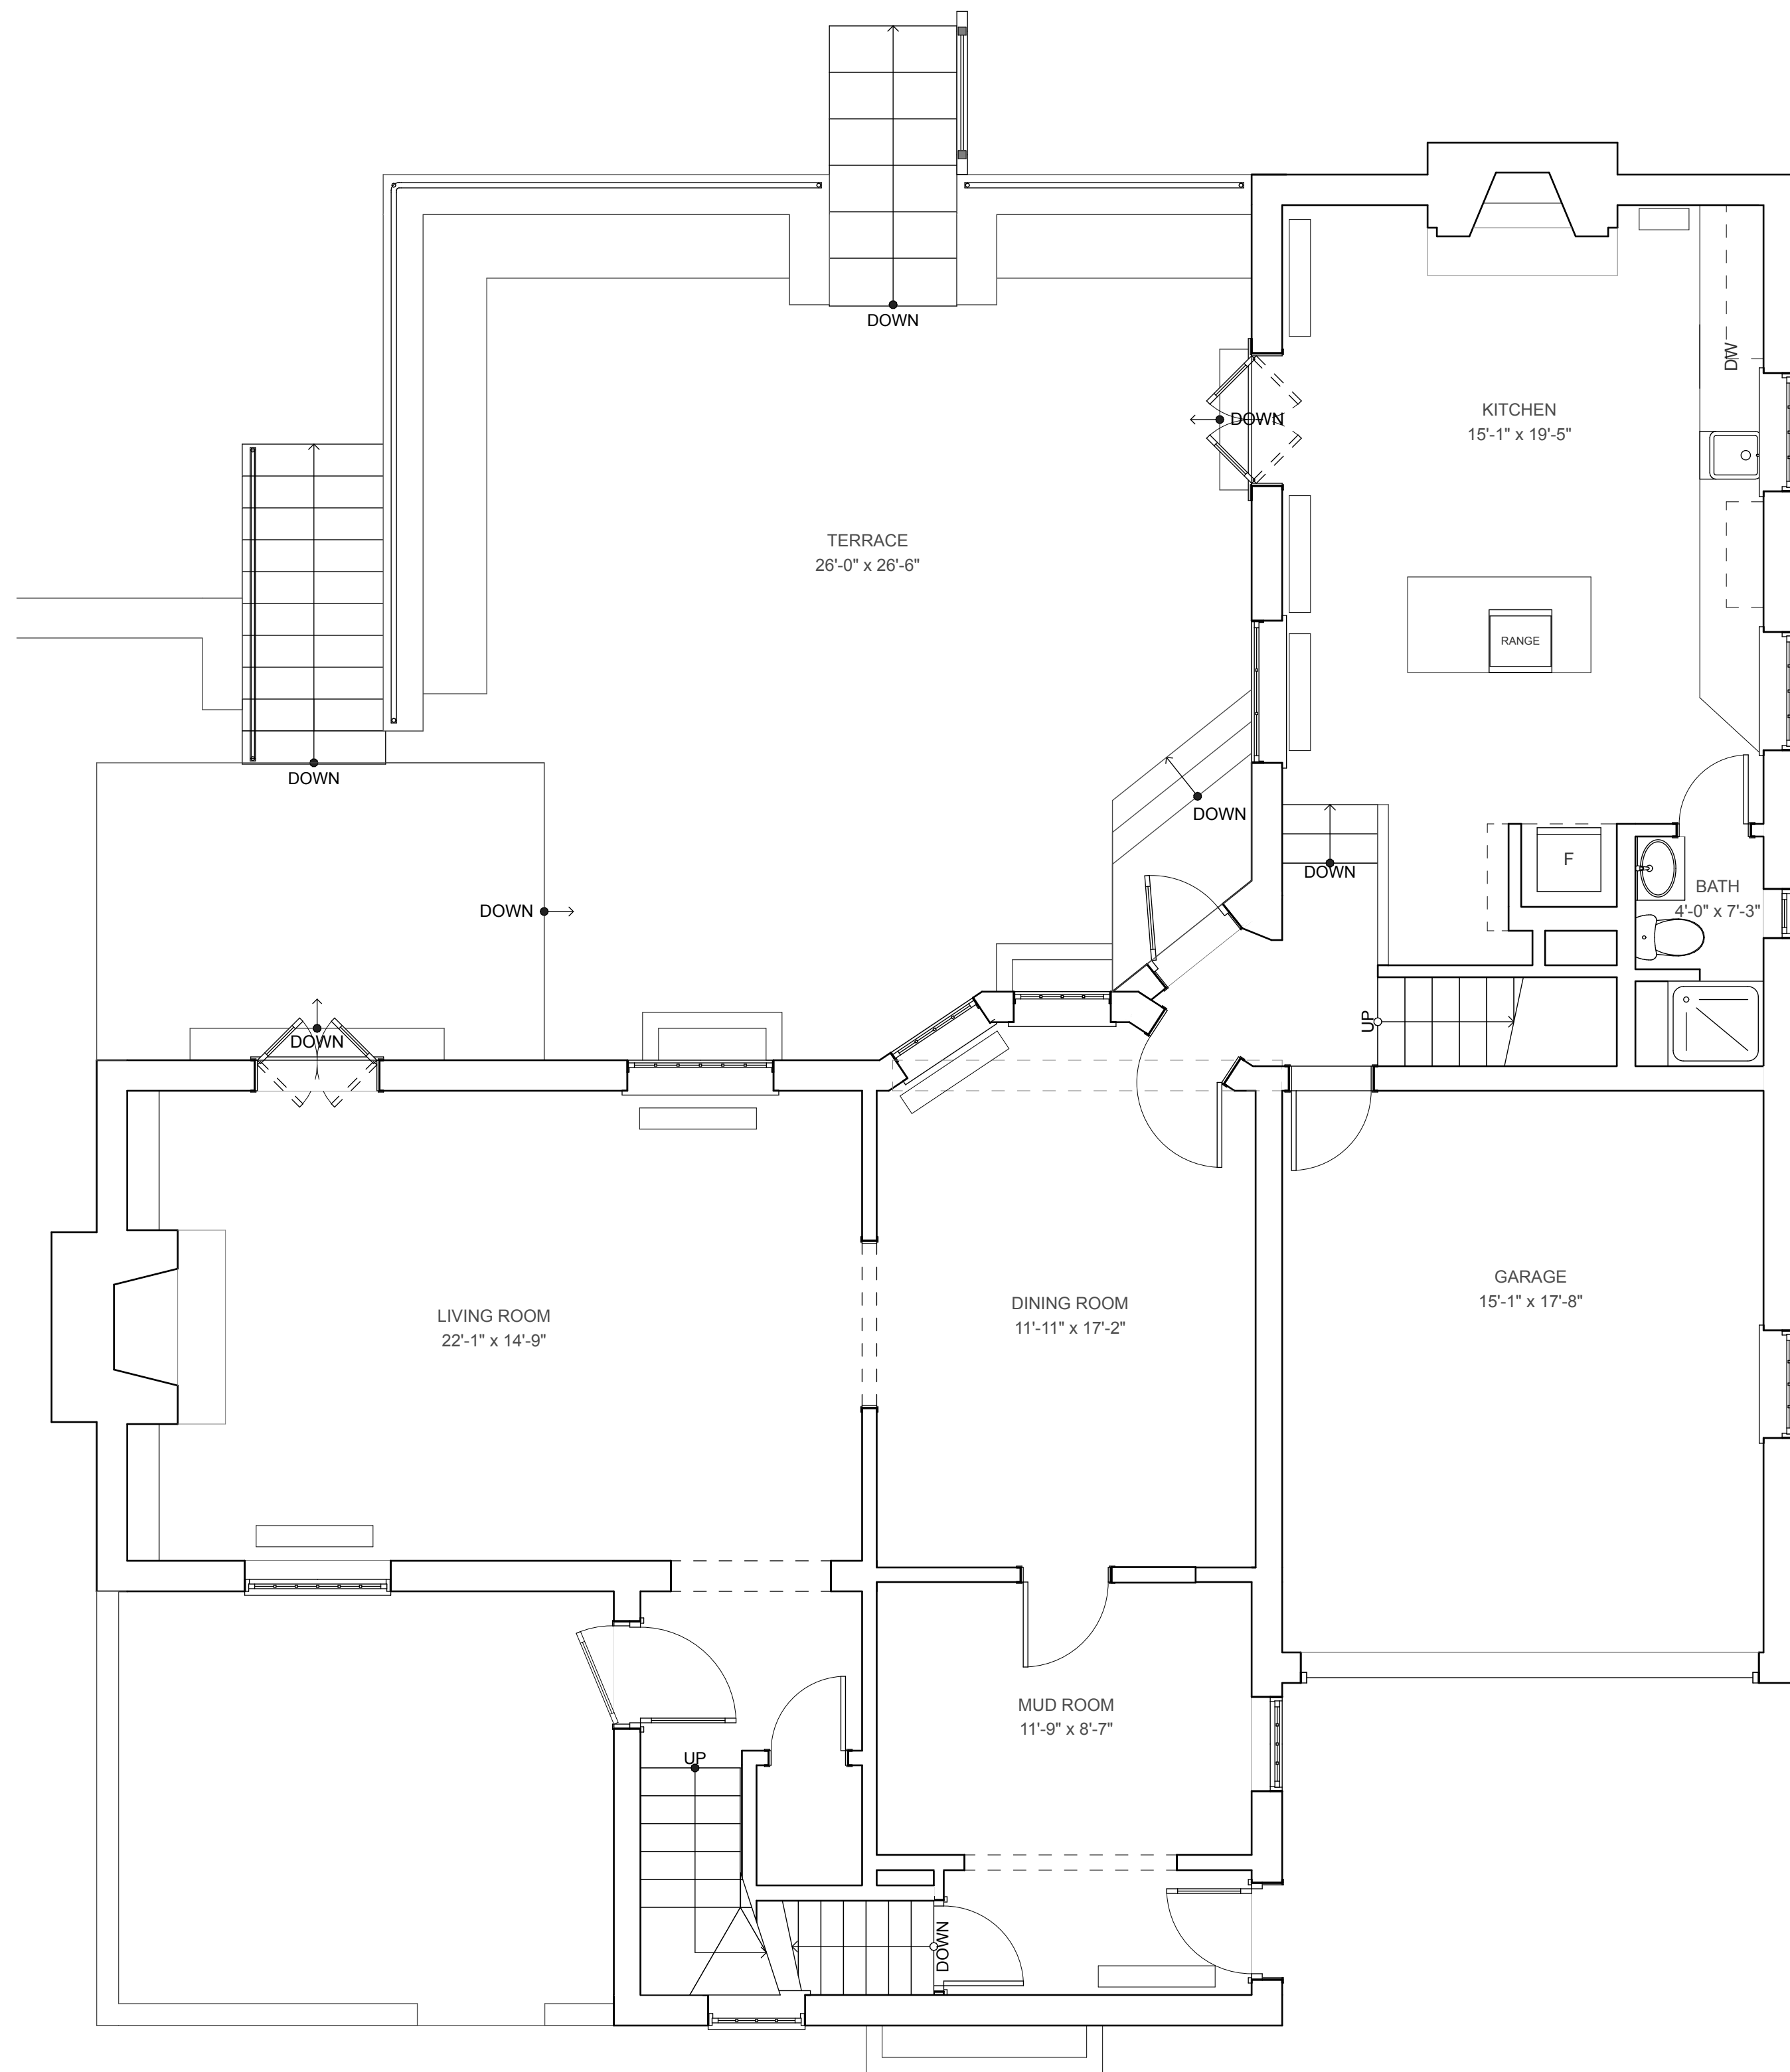 DOWN
DW
DOWN
KITCHEN
15'-1" x 19'-5"
TERRACE
26'-0" x 26'-6"
RANGE
DOWN
DOWN
DOWN
F
BATH
4'-0" x 7'-3"
DOWN
UP
DOWN
GARAGE
15'-1" x 17'-8"
DINING ROOM
11'-11" x 17'-2"
LIVING ROOM
22'-1" x 14'-9"
MUD ROOM
11'-9" x 8'-7"
UP
DOWN